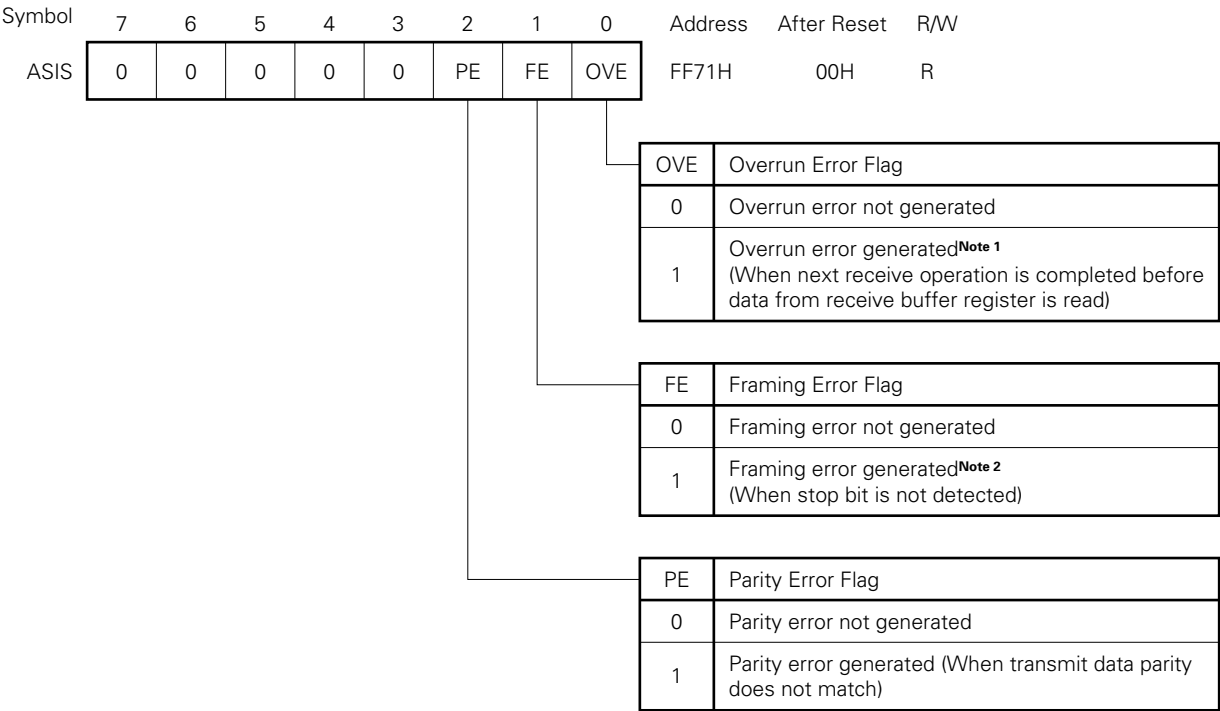 Symbol 7 6 5 4 3 2 1 0 Address After Reset R/W
ASIS 0 0 0 0 0 PE FE OVE FF71H 00H R
OVE Overrun Error Flag
0 Overrun error not generated
1 Overrun error generatedNote 1
(When next receive operation is completed before
data from receive buffer register is read)
FE Framing Error Flag
0 Framing error not generated
1 Framing error generatedNote 2
(When stop bit is not detected)
PE Parity Error Flag
0 Parity error not generated
1 Parity error generated (When transmit data parity
does not match)